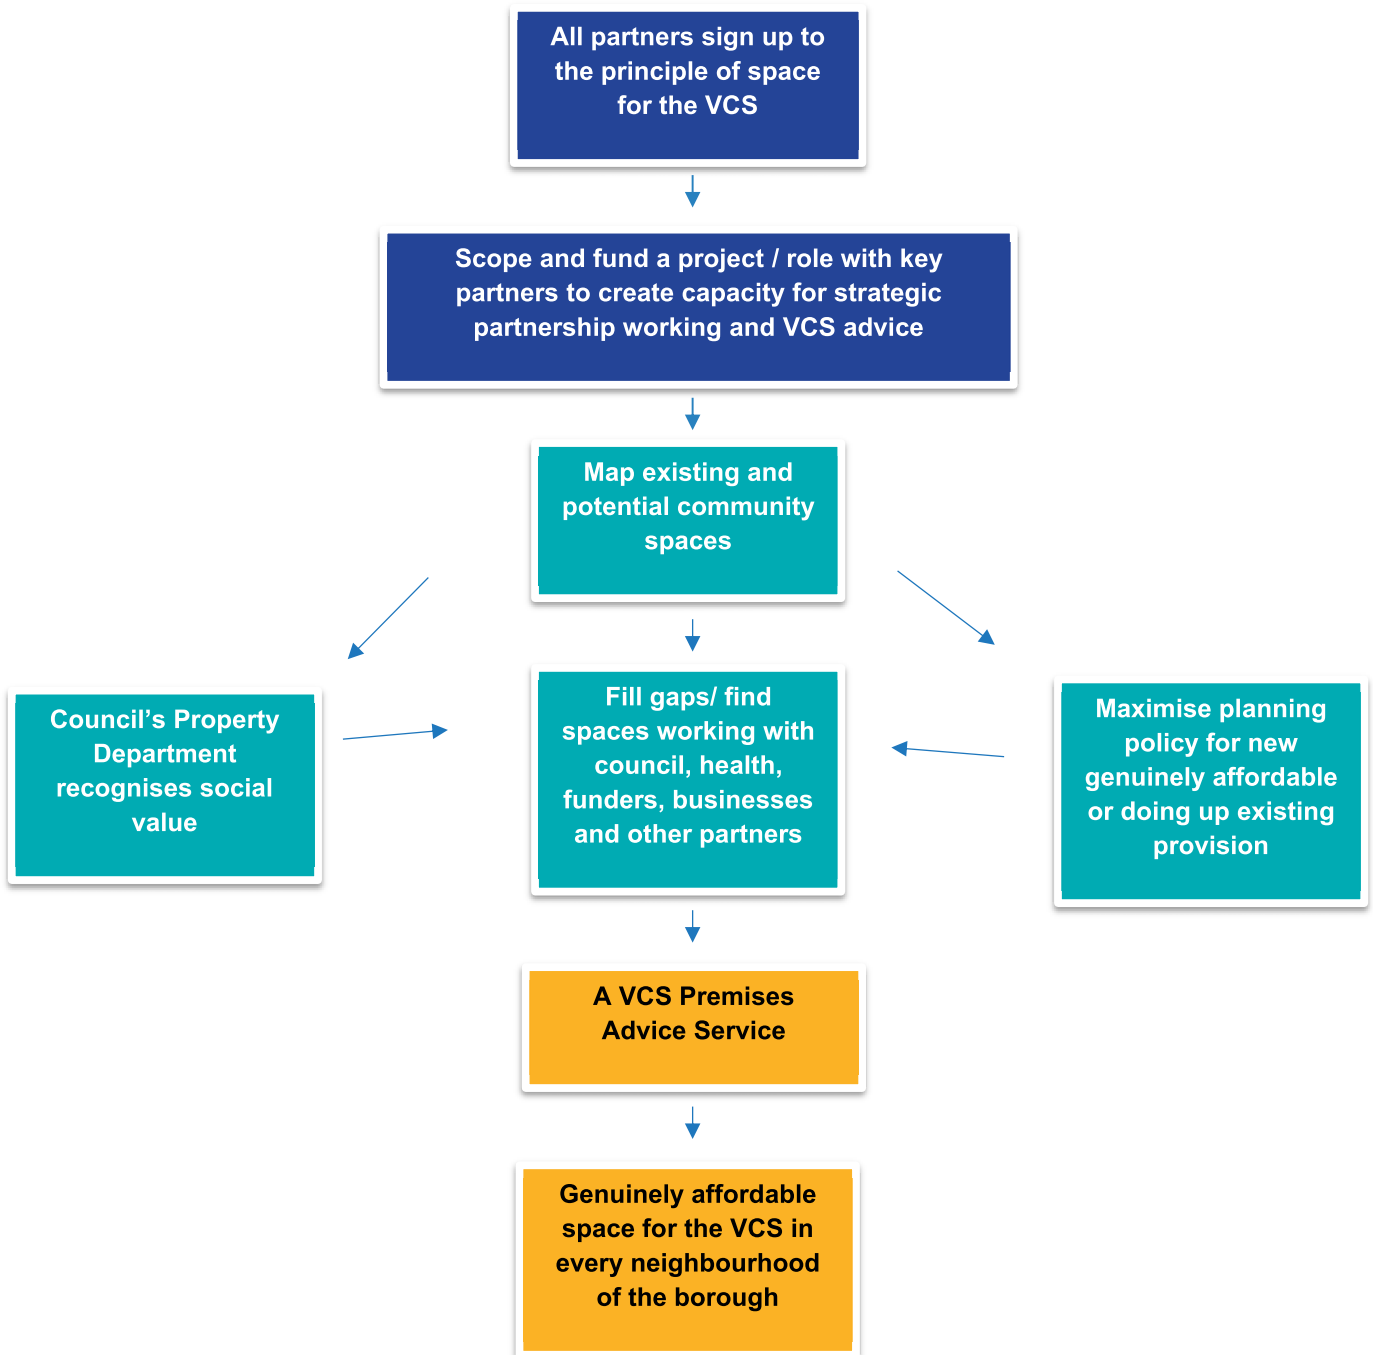 All partners sign up to
the principle of space
for the VCS
Scope and fund a project / role with key
partners to create capacity for strategic
partnership working and VCS advice
Map existing and
potential community
spaces
Council’s Property
Department
recognises social
value
Fill gaps/ find
spaces working with
council, health,
funders, businesses
and other partners
Maximise planning
policy for new
genuinely affordable
or doing up existing
provision
A VCS Premises
Advice Service
Genuinely affordable
space for the VCS in
every neighbourhood
of the borough